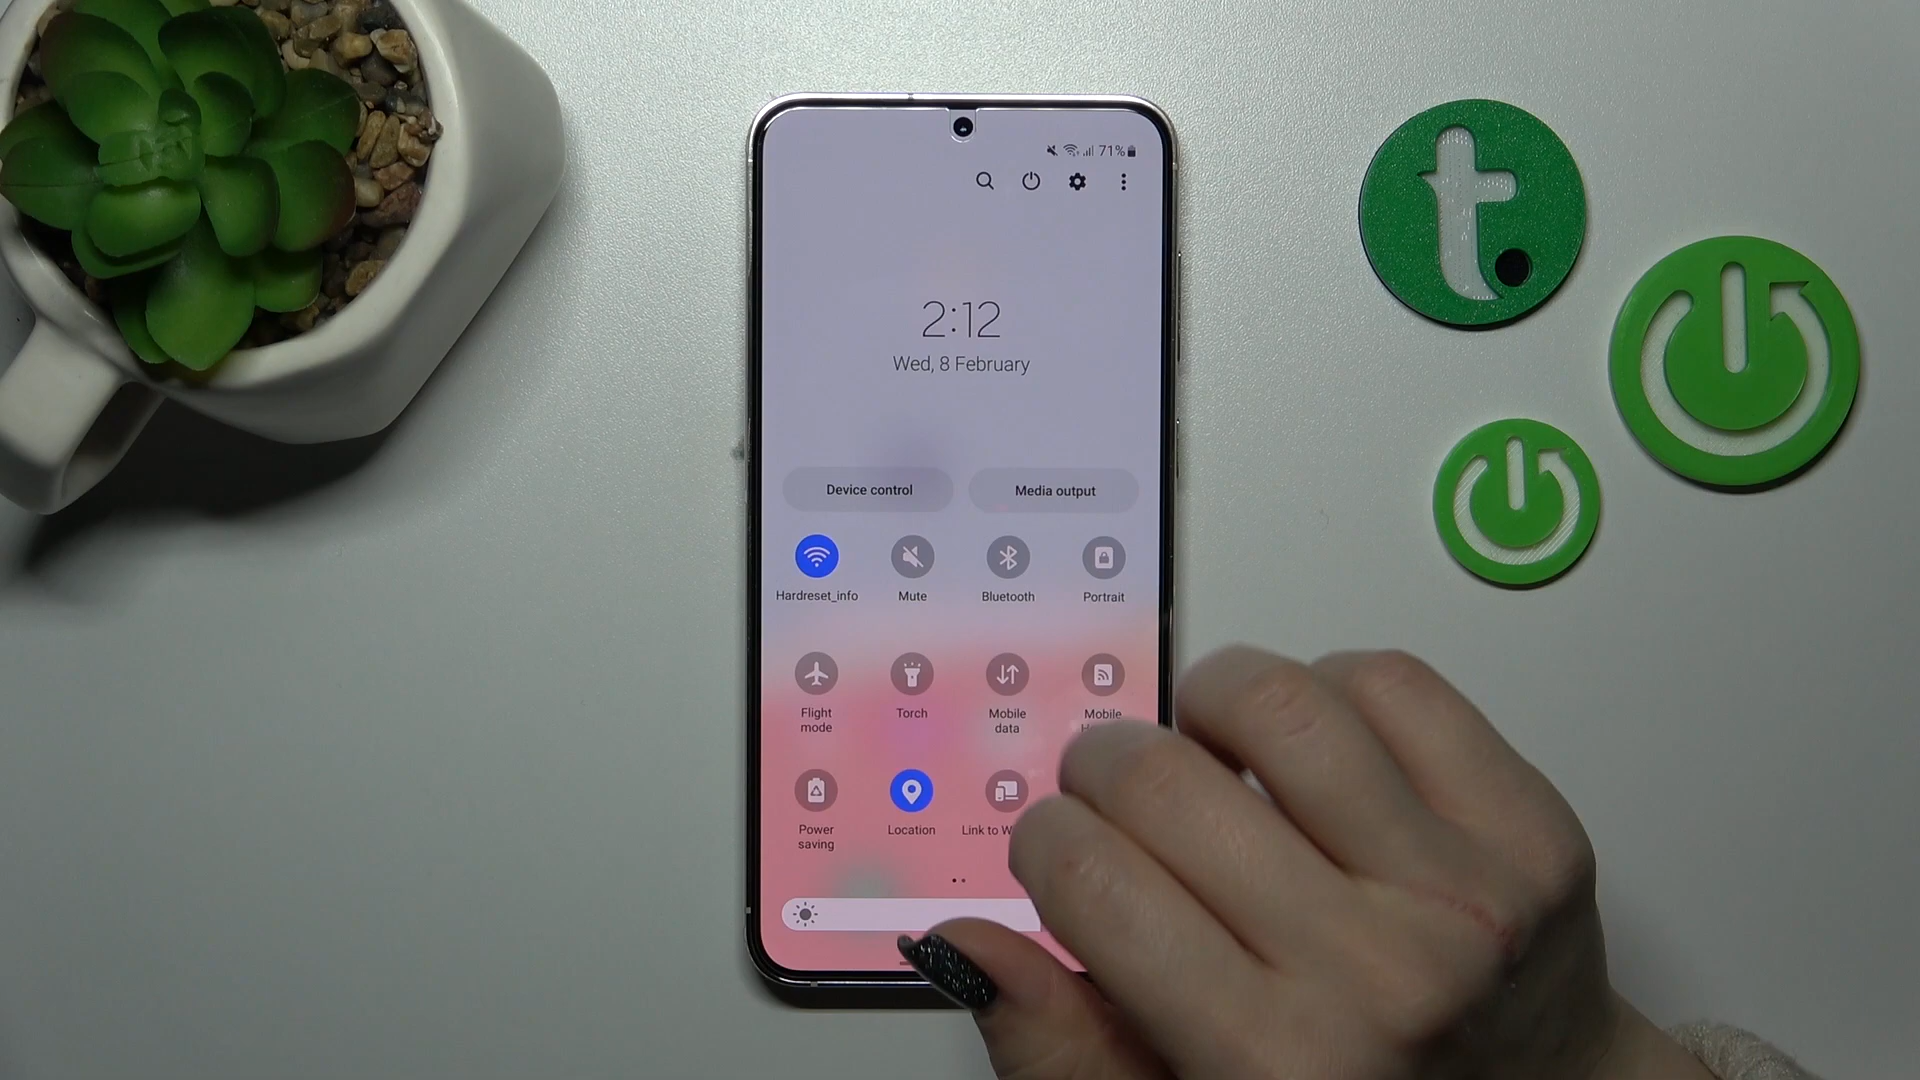 71%
2:12
Wed, 8 February
Device control
Media output
Hardreset_info
Mute
Bluetooth
Portrait
Flight
mode
Torch
Mobile
data
Mobile
Power
saving
Location
Link to
t.